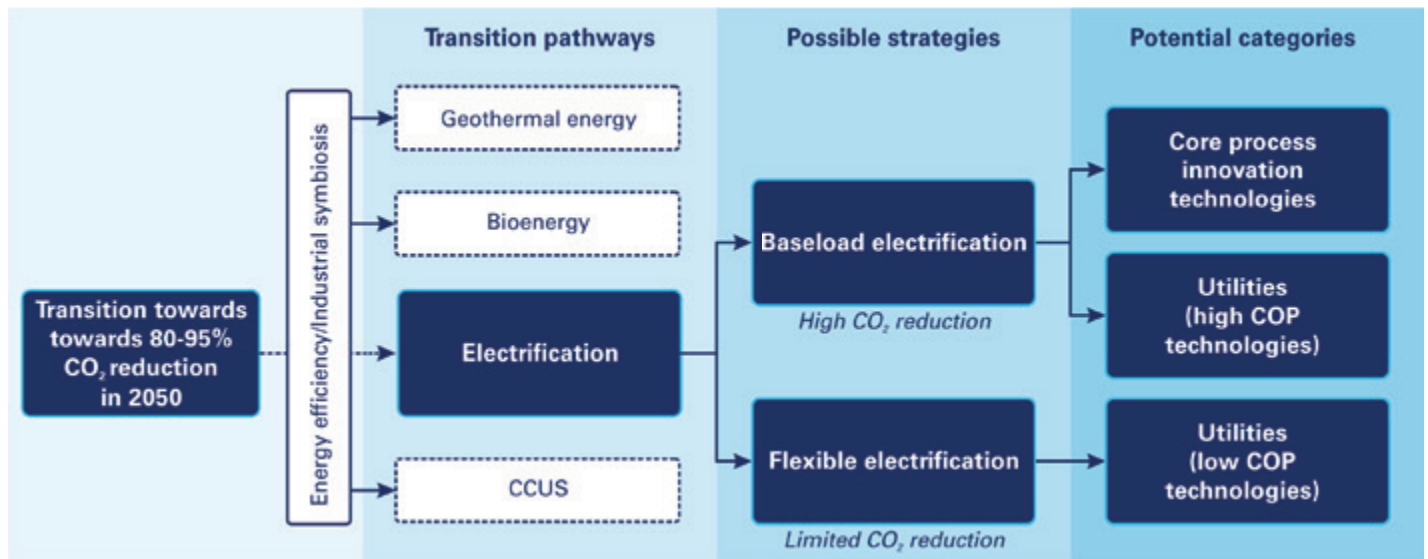 Transition pathways
Possible strategies
Potential categories
Transition towards
towards 80-95%
CO₂ reduction
in 2050
Energy efficiency/Industrial symbiosis
Geothermal energy
Bioenergy
Electrification
CCUS
Baseload electrification
High CO₂ reduction
Flexible electrification
Limited CO₂ reduction
Core process
innovation
technologies
Utilities
(high COP
technologies)
Utilities
(low COP
technologies)